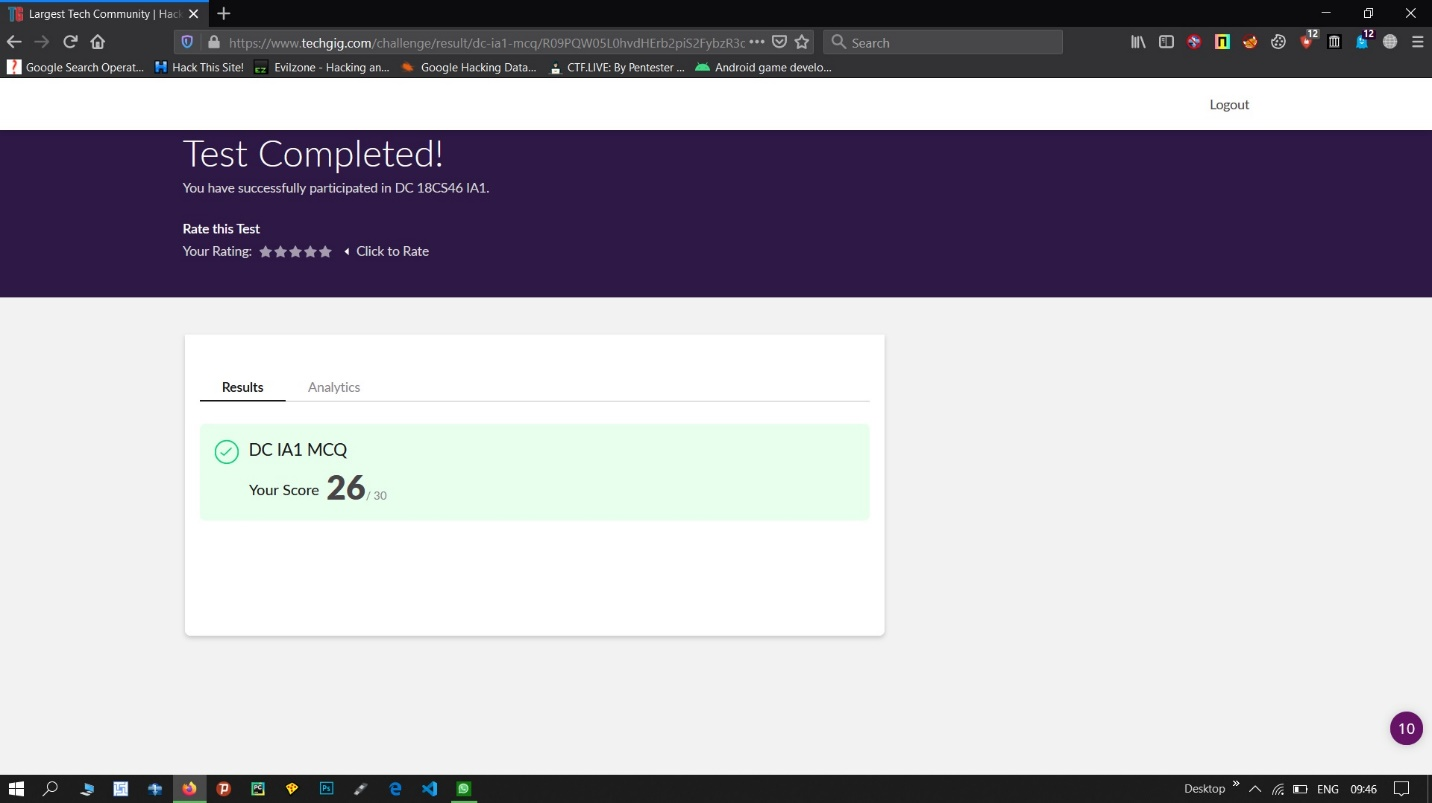 Largest Tech Community | Hack
https://www.techgig.com/challenge/result/dc-ia1-mcq/R09PQW05L0hvdHErb2piS2FybzR3c
Search
12
12
Google Search Operat...
Hack This Site!
Evilzone - Hacking an...
Google Hacking Data...
CTF.LIVE: By Pentester ...
Android game develo...
Logout
Test Completed!
You have successfully participated in DC 18CS46 IA1.
Rate this Test
Your Rating:
Click to Rate
Results
Analytics
DC IA1 MCQ
Your Score 26 / 30
10
Desktop
ENG
09:46